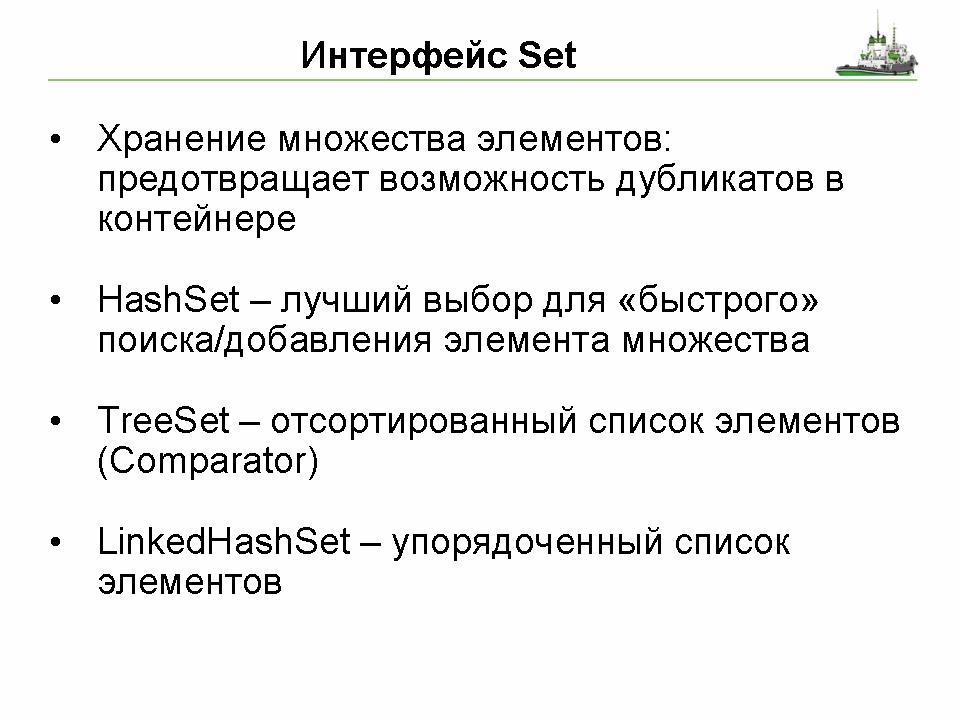 Интерфейс Set
• Хранение множества элементов:
предотвращает возможность дубликатов в
контейнере
• HashSet – лучший выбор для «быстрого»
поиска/добавления элемента множества
• TreeSet – отсортированный список элементов
(Comparator)
• LinkedHashSet – упорядоченный список
элементов